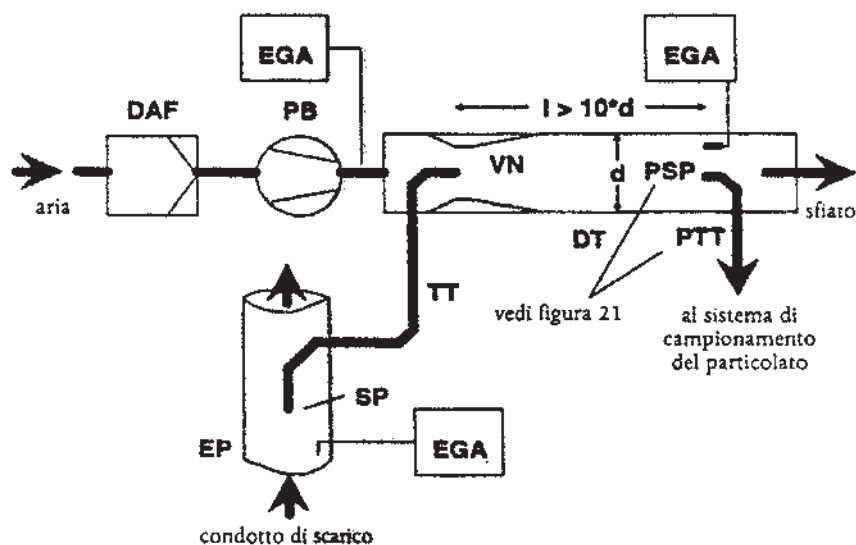 EGA
EGA
DAF
PB
l > 10*d
VN
d
PSP
aria
sfiato
DT
PTT
TT
vedi figura 21
al sistema di
campionamento
del particolato
SP
EP
EGA
condotto di scarico